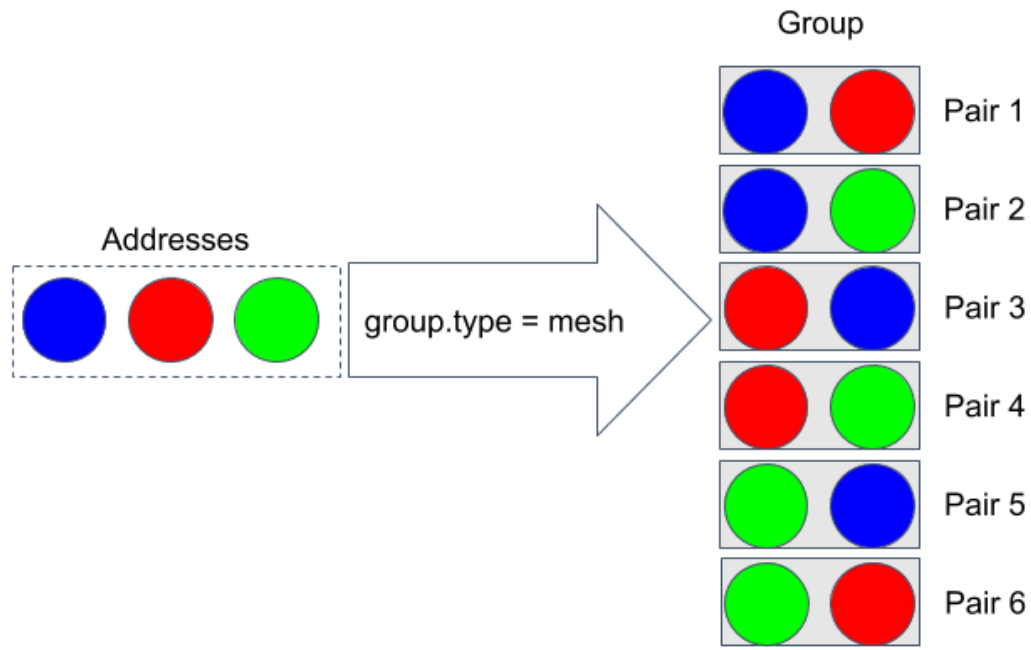 Group
Pair 1
Pair 2
Addresses
group.type = mesh
Pair 3
Pair 4
Pair 5
Pair 6